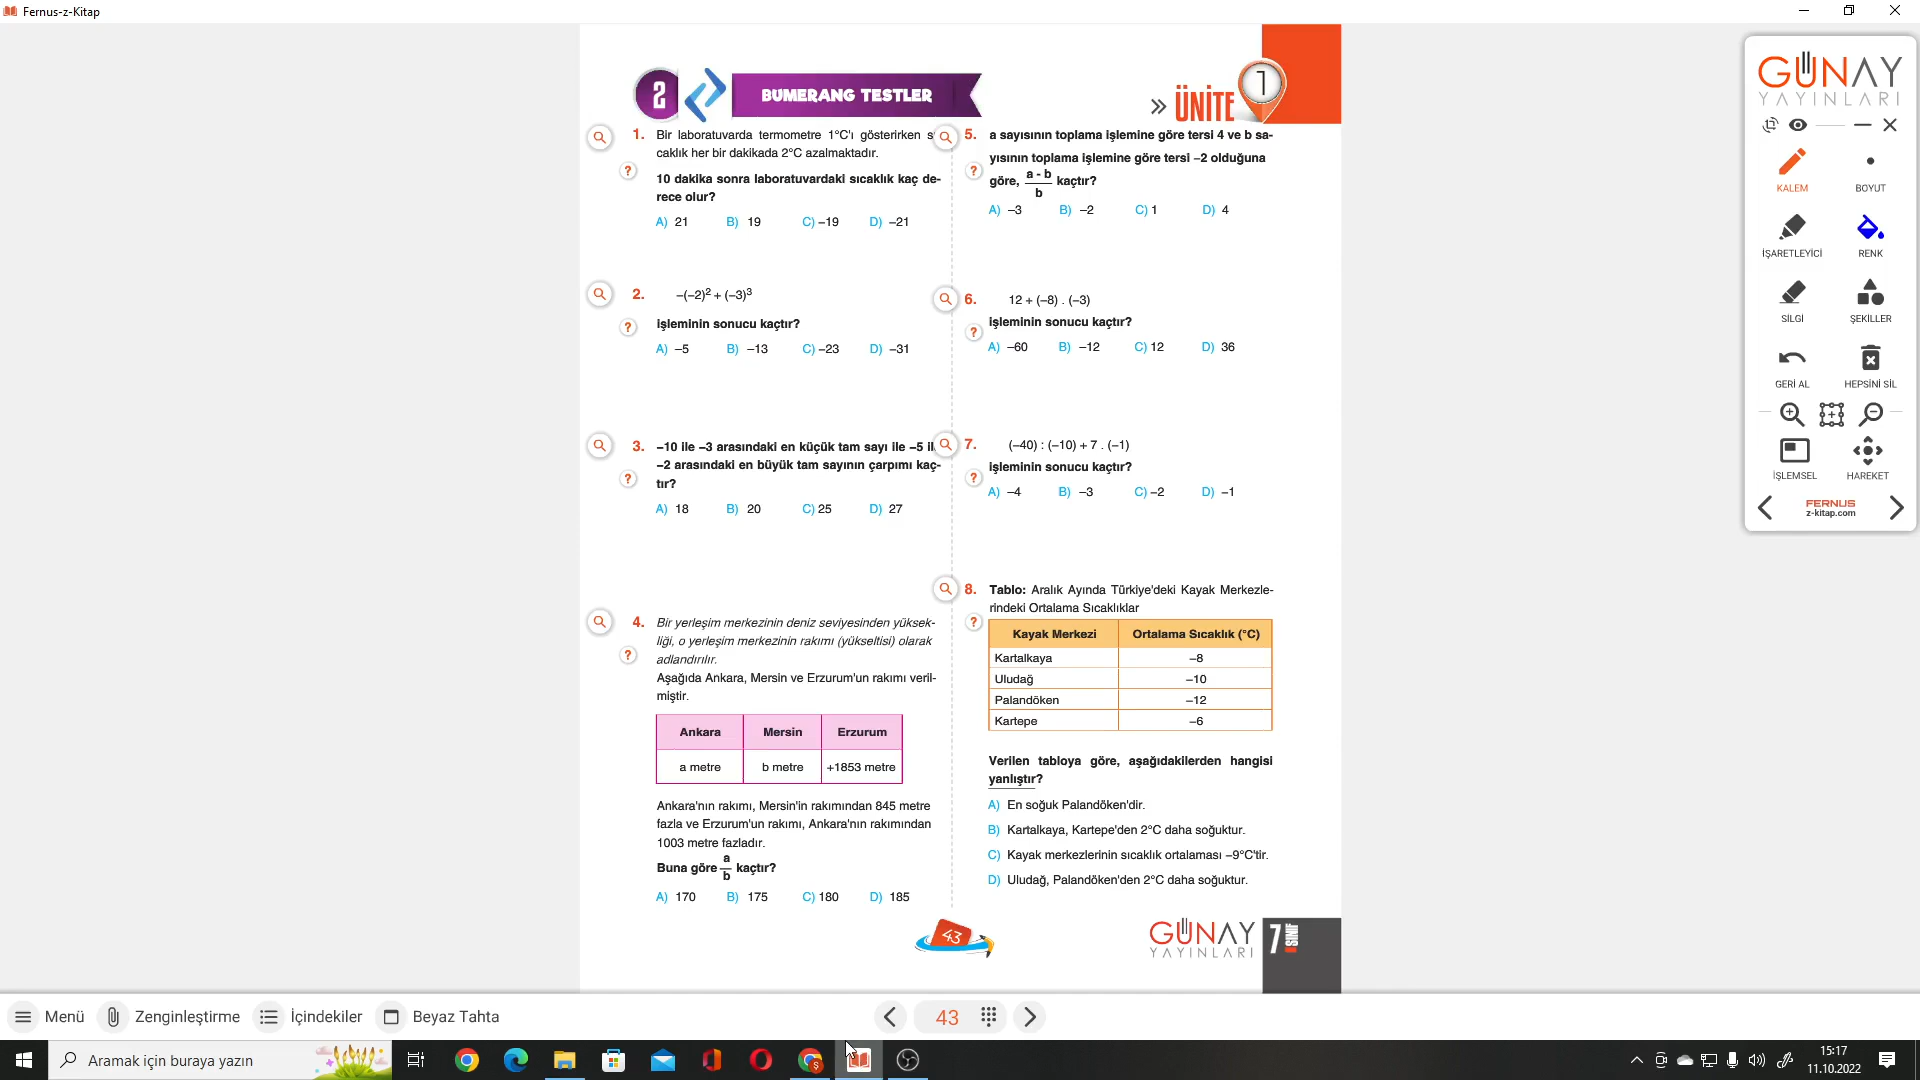 Fernus-z-Kitap
2
BUMERANG TESTLER
ÜNİTE
1
1. Bir laboratuvarda termometre 1°C'ı gösterirken s
caklık her bir dakikada 2°C azalmaktadır.
10 dakika sonra laboratuvardaki sıcaklık kaç de-
rece olur?
A) 21 B) 19 C) –19 D) –21
2. –(–2)² + (–3)³
işleminin sonucu kaçtır?
A) –5 B) –13 C) –23 D) –31
3. –10 ile –3 arasındaki en küçük tam sayı ile –5 il
–2 arasındaki en büyük tam sayının çarpımı kaç-
tır?
A) 18 B) 20 C) 25 D) 27
4. Bir yerleşim merkezinin deniz seviyesinden yüksek-
liği, o yerleşim merkezinin rakımı (yükseltisi) olarak
adlandırılır.
Aşağıda Ankara, Mersin ve Erzurum'un rakımı veril-
miştir.
Ankara Mersin Erzurum
a metre b metre +1853 metre
Ankara'nın rakımı, Mersin'in rakımından 845 metre
fazla ve Erzurum'un rakımı, Ankara'nın rakımından
1003 metre fazladır.
Buna göre a/b kaçtır?
A) 170 B) 175 C) 180 D) 185
5. a sayısının toplama işlemine göre tersi 4 ve b sa-
yısının toplama işlemine göre tersi –2 olduğuna
göre, a - b / b kaçtır?
A) –3 B) –2 C) 1 D) 4
6. 12 + (–8) . (–3)
işleminin sonucu kaçtır?
A) –60 B) –12 C) 12 D) 36
7. (–40) : (–10) + 7 . (–1)
işleminin sonucu kaçtır?
A) –4 B) –3 C) –2 D) –1
8. Tablo: Aralık Ayında Türkiye'deki Kayak Merkezle-
rindeki Ortalama Sıcaklıklar
Kayak Merkezi Ortalama Sıcaklık (°C)
Kartalkaya –8
Uludağ –10
Palandöken –12
Kartepe –6
Verilen tabloya göre, aşağıdakilerden hangisi
yanlıştır?
A) En soğuk Palandöken'dir.
B) Kartalkaya, Kartepe'den 2°C daha soğuktur.
C) Kayak merkezlerinin sıcaklık ortalaması –9°C'tir.
D) Uludağ, Palandöken'den 2°C daha soğuktur.
43
GÜNAY
YAYINLARI
7
SINIF
GÜNAY
YAYINLARI
KALEM BOYUT
İŞARETLEYİCİ RENK
SİLGİ ŞEKİLLER
GERİ AL HEPSİNİ SİL
İŞLEMSEL HAREKET
FERNUS
z-kitap.com
Menü Zenginleştirme İçindekiler Beyaz Tahta
43
Aramak için buraya yazın
15:17
11.10.2022